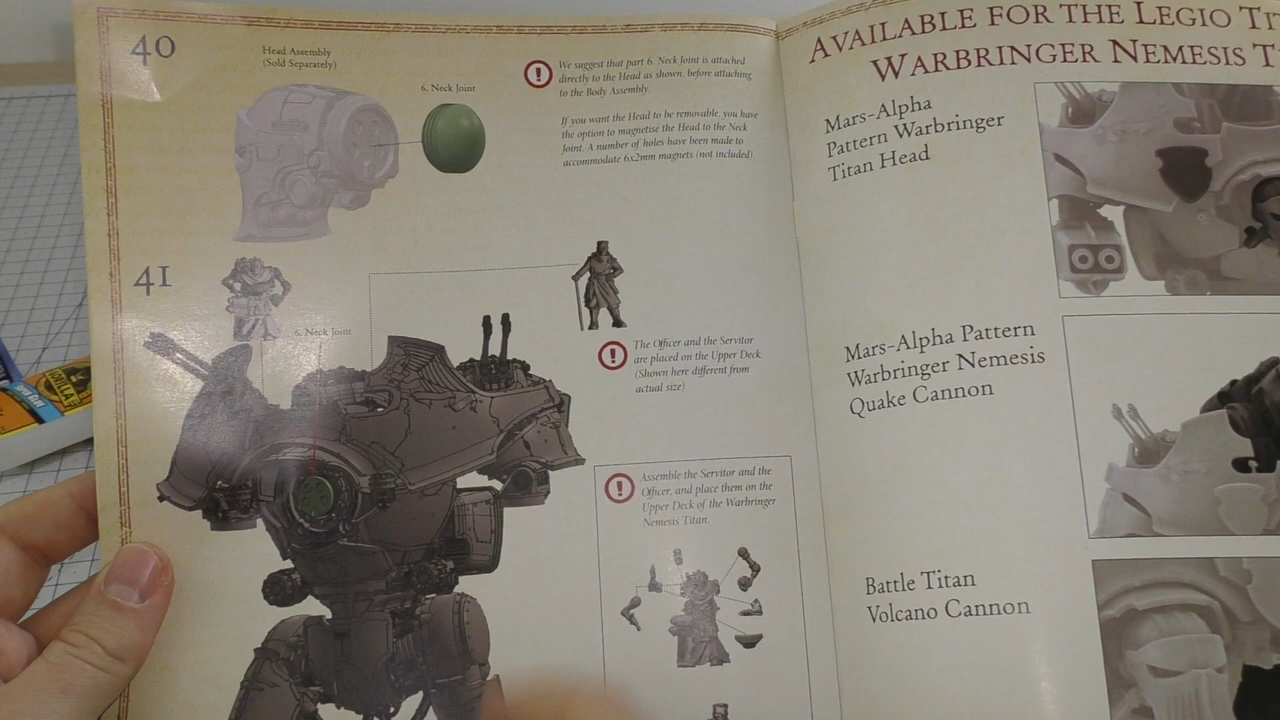 40
Head Assembly
(Sold Separately)
6. Neck Joint
We suggest that part 6. Neck Joint is attached
directly to the Head as shown, before attaching
to the Body Assembly.
If you want the Head to be removable, you have
the option to magnetise the Head to the Neck
Joint. A number of holes have been made to
accommodate 6x2mm magnets (not included).
41
6. Neck Joint
The Officer and the Servitor
are placed on the Upper Deck.
(Shown here different from
actual size)
Assemble the Servitor and the
Officer, and place them on the
Upper Deck of the Warbringer
Nemesis Titan.
GORILLA
Available for the Legio
Warbringer Nemesis
Mars-Alpha
Pattern Warbringer
Titan Head
Mars-Alpha Pattern
Warbringer Nemesis
Quake Cannon
Battle Titan
Volcano Cannon